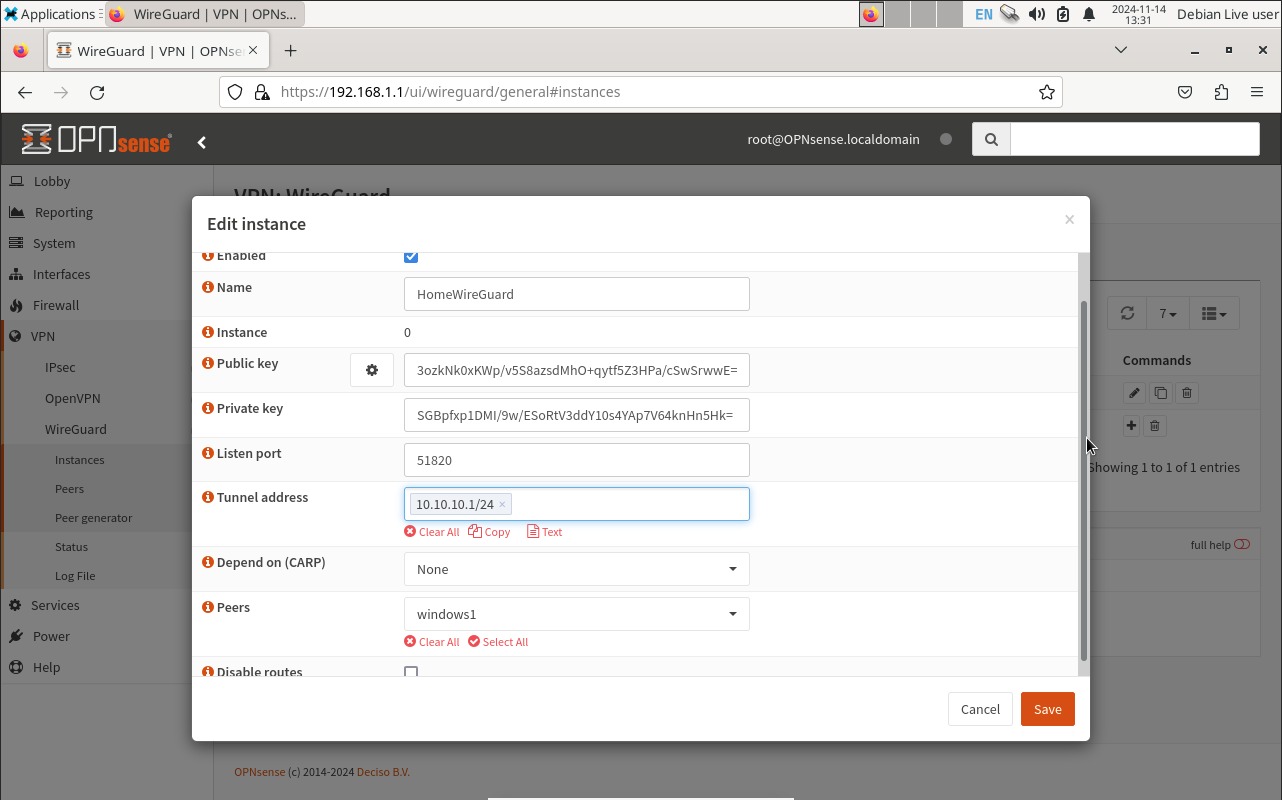 Applications WireGuard | VPN | OPNs... EN 2024-11-14 13:31 Debian Live user
WireGuard | VPN | OPNse
https://192.168.1.1/ui/wireguard/general#instances
OPNsense root@OPNsense.localdomain
Lobby
Reporting
System
Interfaces
Firewall
VPN
IPsec
OpenVPN
WireGuard
Instances
Peers
Peer generator
Status
Log File
Services
Power
Help
VPN: WireGuard
Edit instance ×
Enabled
Name HomeWireGuard
Instance 0
Public key 3ozkNk0xKWp/v5S8azsdMhO+qytf5Z3HPa/cSwSrwwE=
Private key SGBpfxp1DMI/9w/ESoRtV3ddY10s4YAp7V64knHn5Hk=
Listen port 51820
Tunnel address 10.10.10.1/24 ×
Clear All Copy Text
Depend on (CARP) None
Peers windows1
Clear All Select All
Disable routes
Cancel Save
7
Commands
Showing 1 to 1 of 1 entries
full help
OPNsense (c) 2014-2024 Deciso B.V.